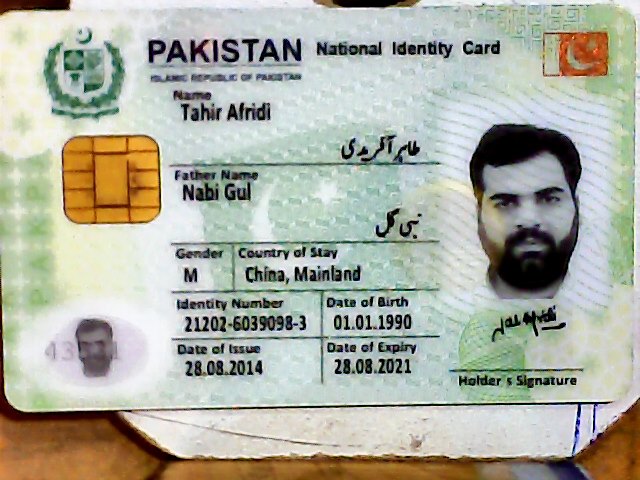 PAKISTAN National Identity Card
ISLAMIC REPUBLIC OF PAKISTAN
Name
Tahir Afridi
طاہر آفریدی
Father Name
Nabi Gul
نبی گل
Gender Country of Stay
M China, Mainland
Identity Number Date of Birth
21202-6039098-3 01.01.1990
Date of Issue Date of Expiry
28.08.2014 28.08.2021
Holder s Signature